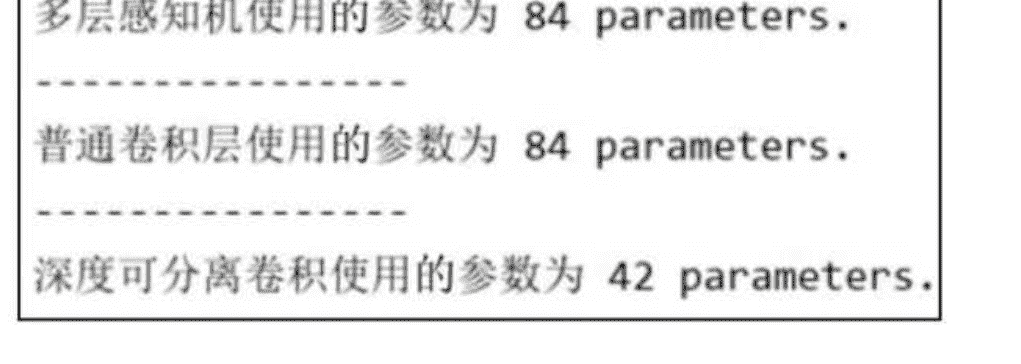 多层感知机使用的参数为 84 parameters.
----------------
普通卷积层使用的参数为 84 parameters.
----------------
深度可分离卷积使用的参数为 42 parameters.